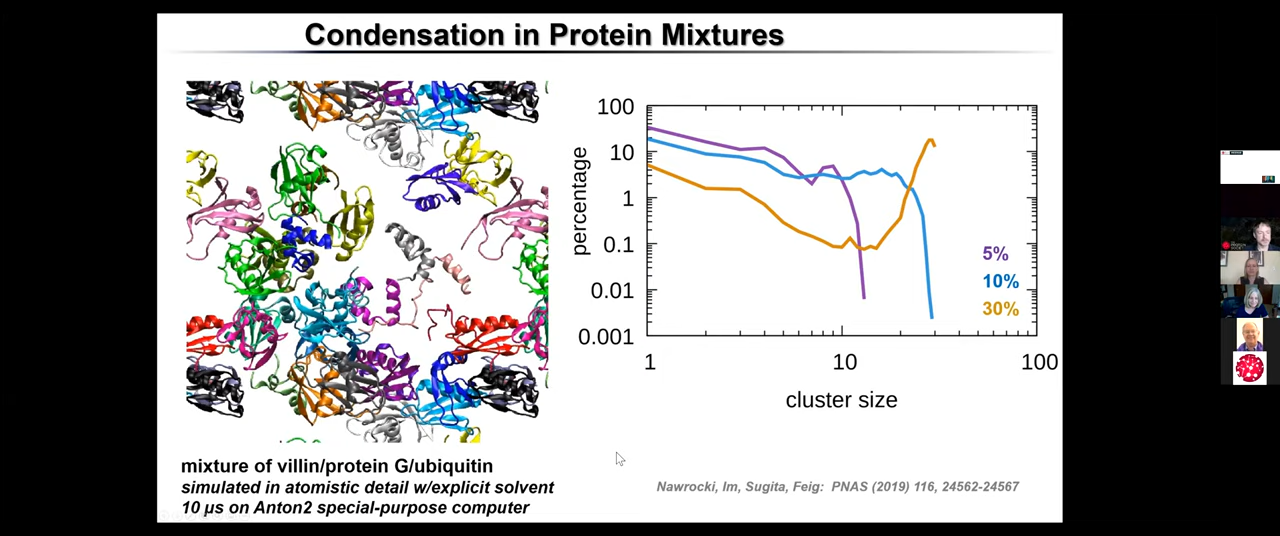 Condensation in Protein Mixtures
100
10
1
0.1
0.01
0.001
percentage
1
10
100
cluster size
5%
10%
30%
mixture of villin/protein G/ubiquitin
simulated in atomistic detail w/explicit solvent
10 μs on Anton2 special-purpose computer
Nawrocki, Im, Sugita, Feig: PNAS (2019) 116, 24562-24567